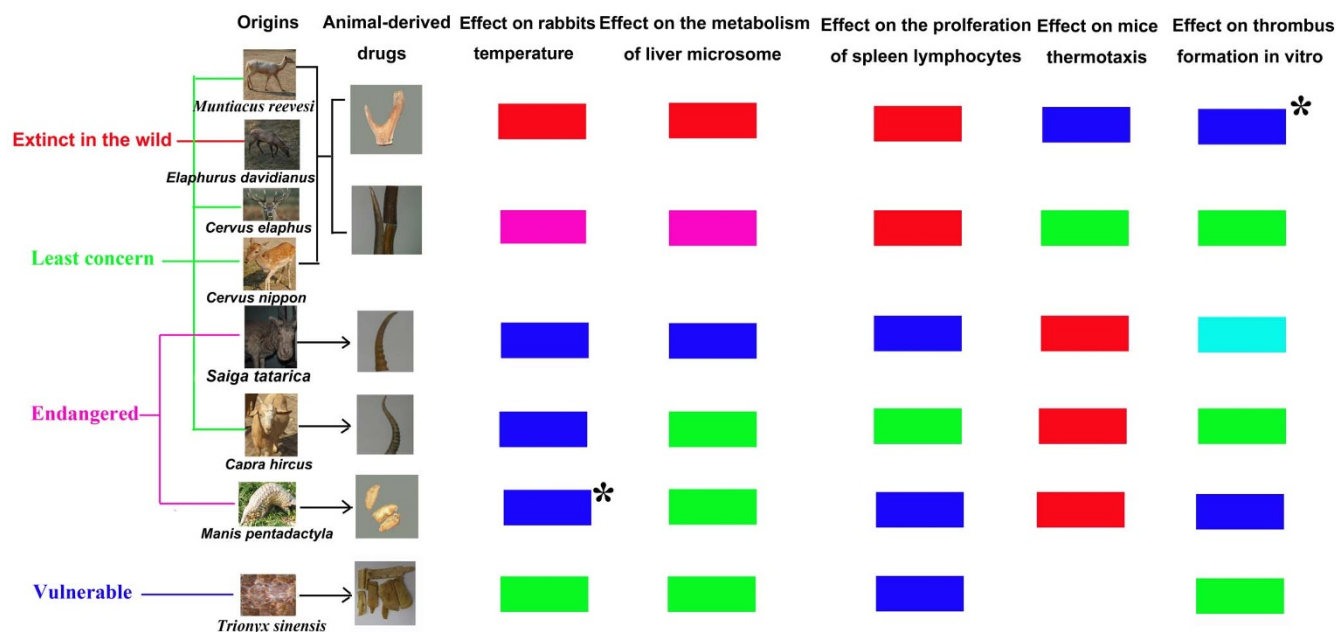 Origins
Animal-derived
drugs
Effect on rabbits
temperature
Effect on the metabolism
of liver microsome
Effect on the prolferation
of spleen lymphocytes
Effect on mice
thermotaxis
Effect on thrombus
formation in vitro
Muntiacus reevesi
*
Extinct in the wild
Elaphurus davidianus
Cervus elaphus
Least concern
Cervus nippon
Saiga tatarica
Endangered
Capra hircus
*
Manis pentadactyla
Vulnerable
Trionyx sinensis